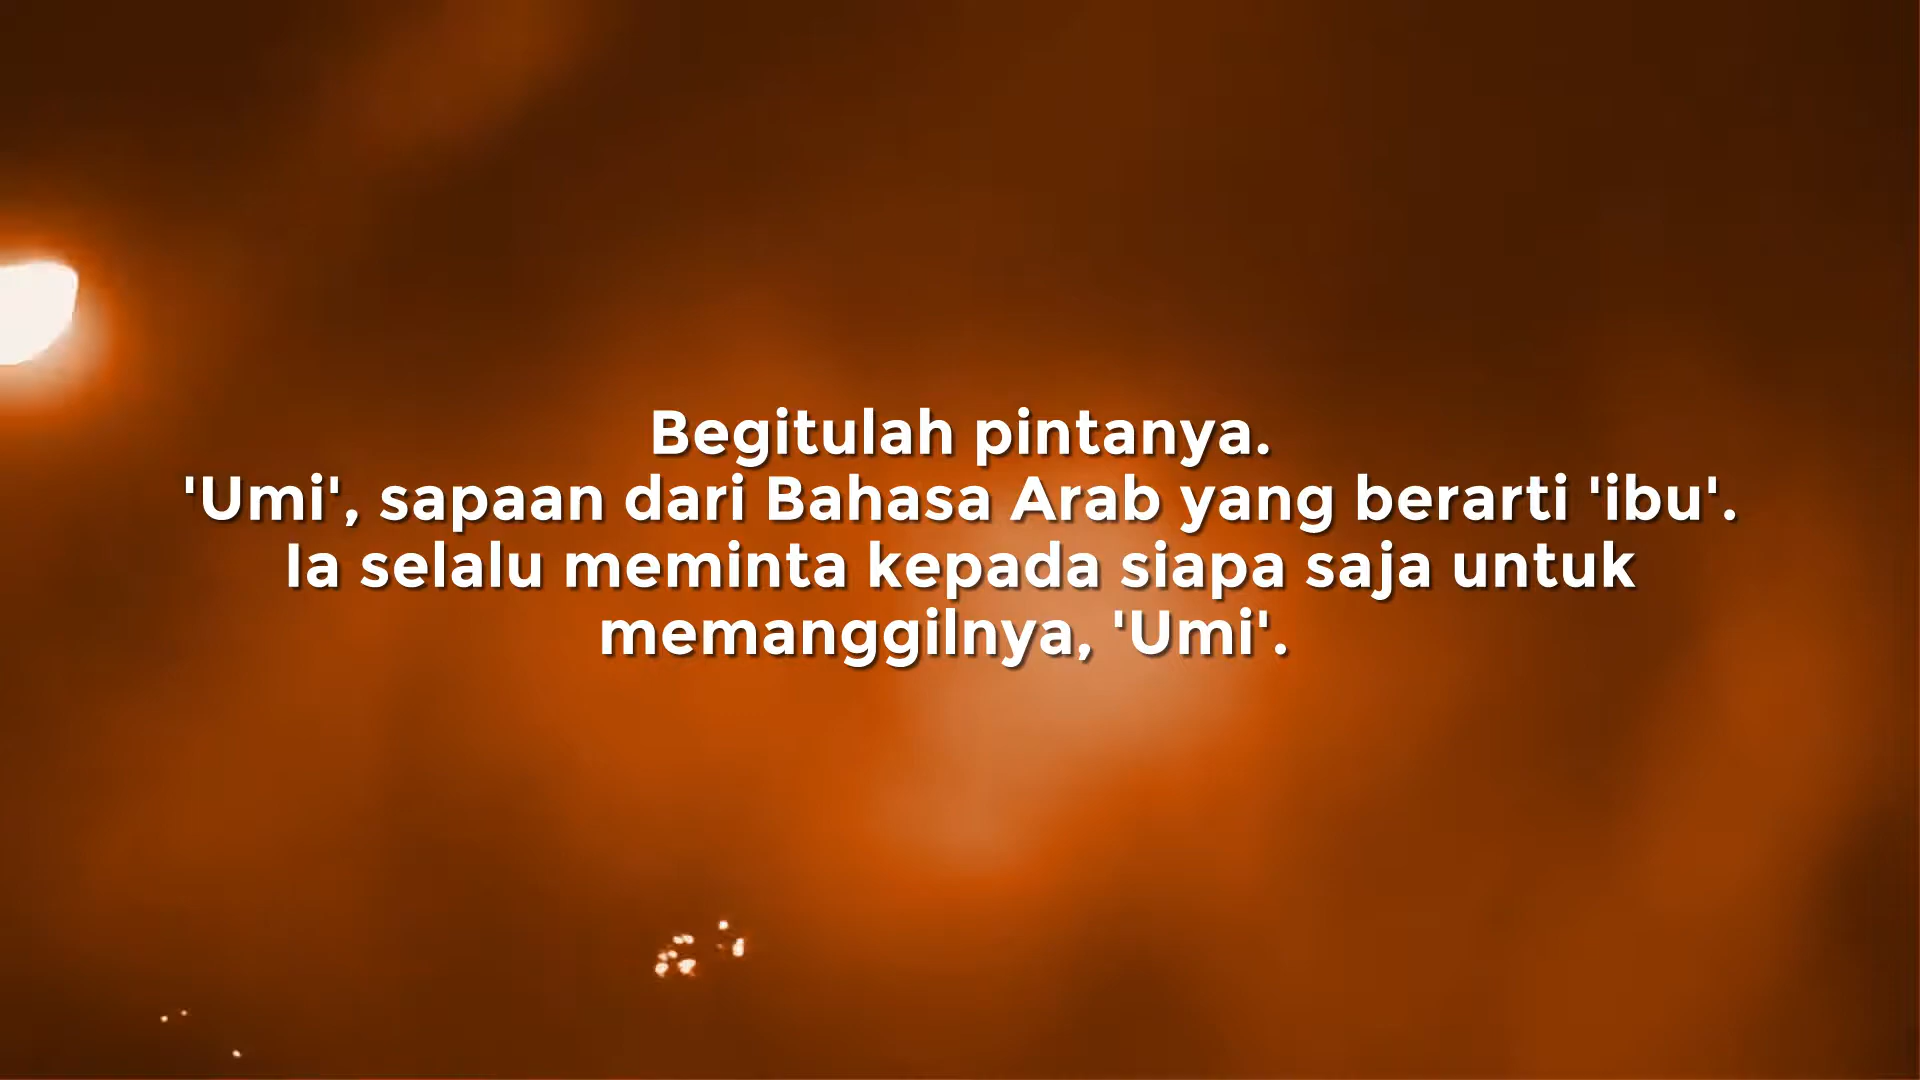 Begitulah pintanya.
'Umi', sapaan dari Bahasa Arab yang berarti 'ibu'.
Ia selalu meminta kepada siapa saja untuk
memanggilnya, 'Umi'.